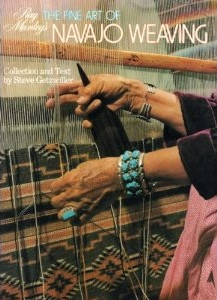 Ray
Manley's
THE FINE ART OF
NAVAJO WEAVING
Collection and Text
by Steve Getzwiller